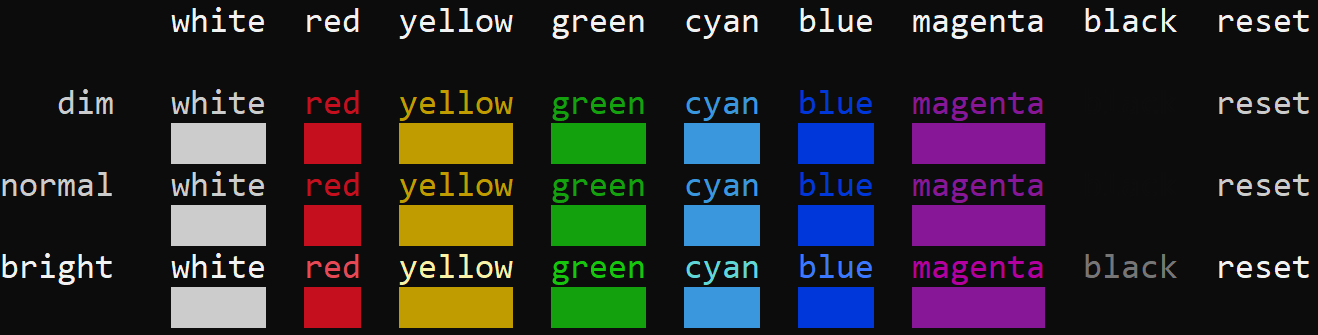 white red yellow green cyan blue magenta black reset
dim white red yellow green cyan blue magenta reset
normal white red yellow green cyan blue magenta reset
bright white red yellow green cyan blue magenta black reset